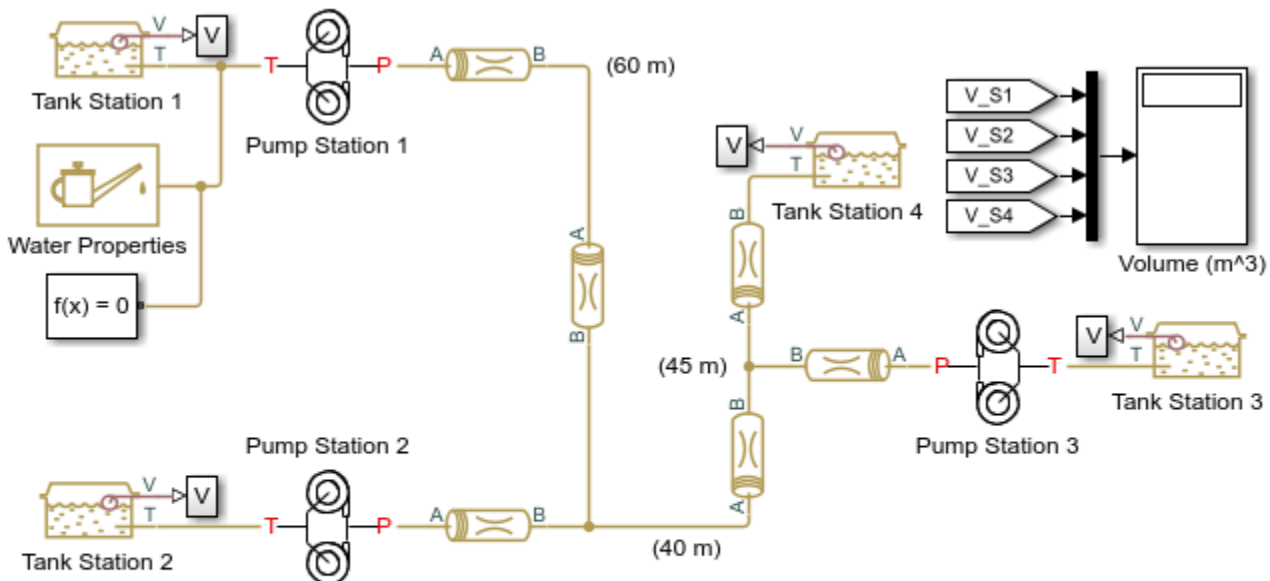 V
V
T
T
P
A
B
(60 m)
Tank Station 1
Pump Station 1
V_S1
V_S2
V_S3
V_S4
V
V
T
Tank Station 4
Volume (m^3)
Water Properties
f(x) = 0
A
B
B
A
(45 m)
B
A
P
T
V
V
T
Pump Station 3
Tank Station 3
B
A
Pump Station 2
V
V
T
T
P
A
B
Tank Station 2
(40 m)